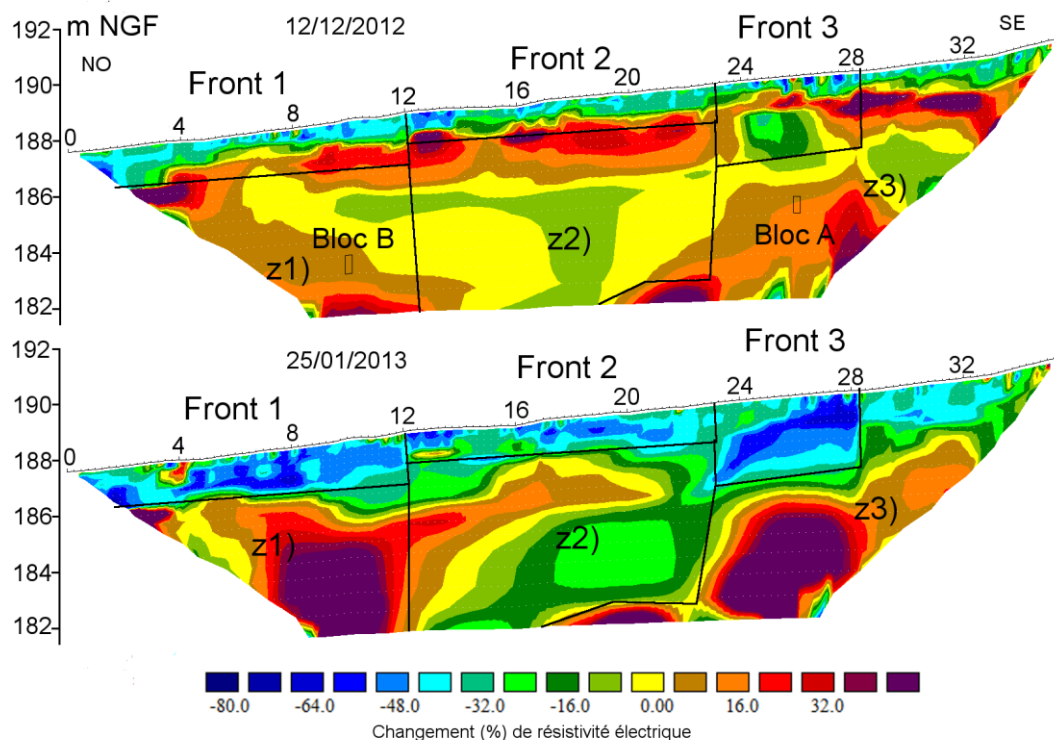 192 m NGF 12/12/2012 Front 3 SE
NO 24 28 32
190 Front 1 Front 2 20
12 16
0 4 8
188
186 z3)
Bloc B z2) Bloc A
184 z1)
182
192 25/01/2013 Front 3
Front 2 24 28 32
190 Front 1 16 20
12
0 4 8
188
186 z1) z2) z3)
184
182
-80.0 -64.0 -48.0 -32.0 -16.0 0.00 16.0 32.0
Changement (%) de résistivité électrique